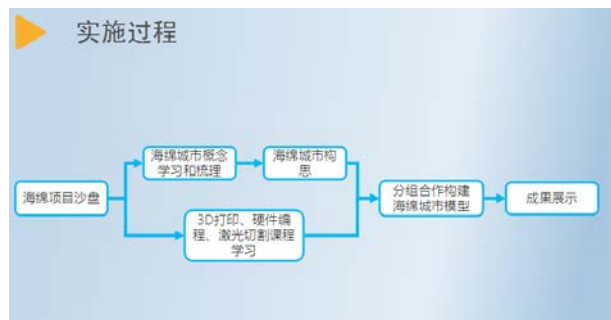 实施过程
海绵项目沙盘
海绵城市概念
学习和梳理
海绵城市构
思
3D打印、硬件编
程、激光切割课程
学习
分组合作构建
海绵城市模型
成果展示